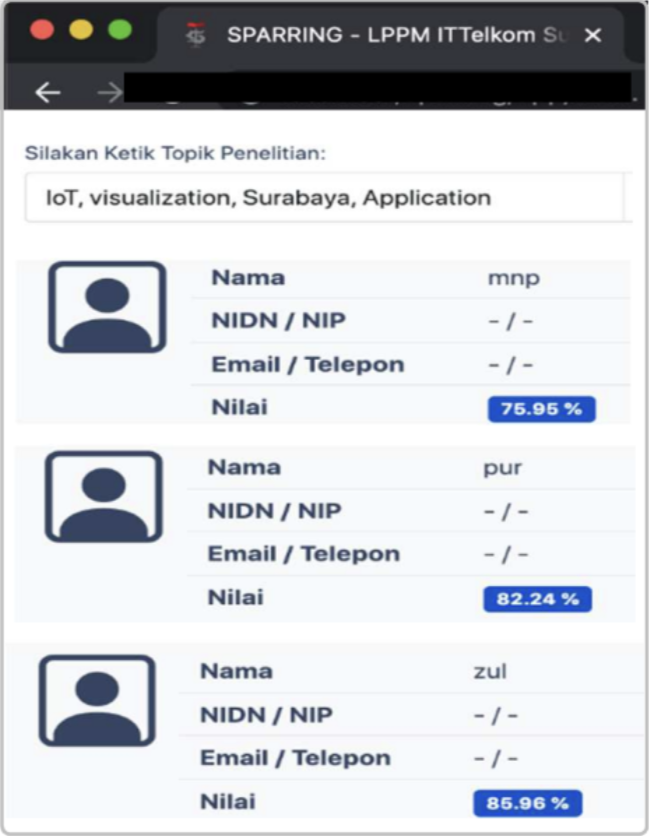 SPARRING - LPPM ITTelkom Su
Silakan Ketik Topik Penelitian:
IoT, visualization, Surabaya, Application
Nama mnp
NIDN / NIP - / -
Email / Telepon - / -
Nilai 75.95 %
Nama pur
NIDN / NIP - / -
Email / Telepon - / -
Nilai 82.24 %
Nama zul
NIDN / NIP - / -
Email / Telepon - / -
Nilai 85.96 %